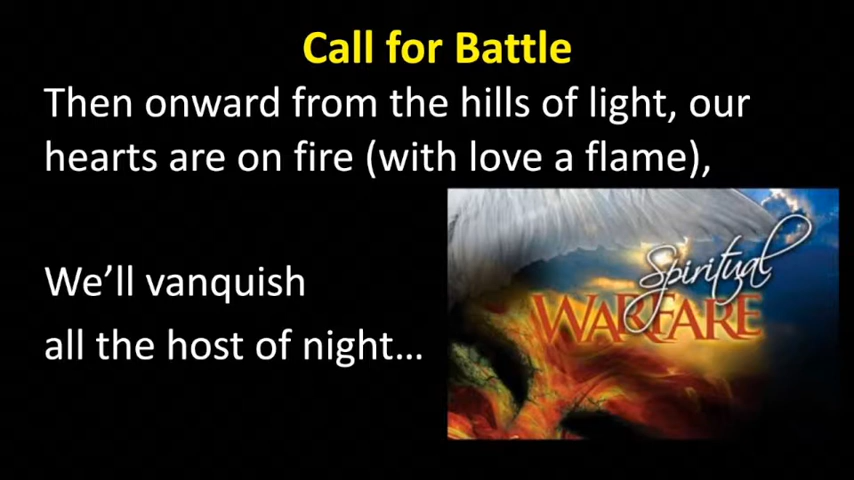 Call for Battle
Then onward from the hills of light, our
hearts are on fire (with love a flame),
We’ll vanquish
all the host of night…
Spiritual
WARFARE